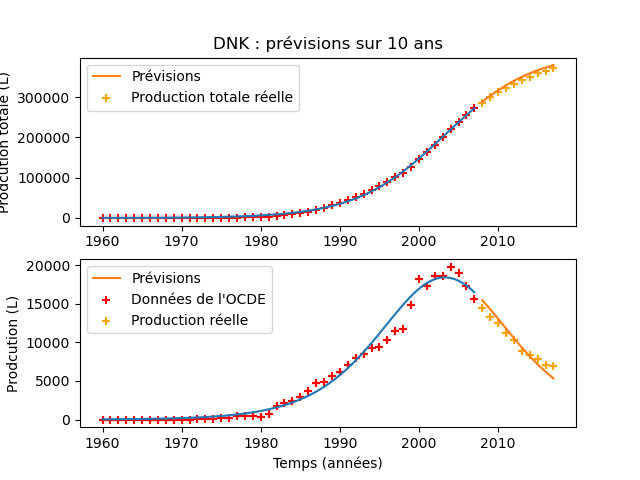 DNK : prévisions sur 10 ans
Prodcution totale (L)
300000
200000
100000
0
Prévisions
Production totale réelle
1960 1970 1980 1990 2000 2010
Prodcution (L)
20000
15000
10000
5000
0
Prévisions
Données de l'OCDE
Production réelle
1960 1970 1980 1990 2000 2010
Temps (années)